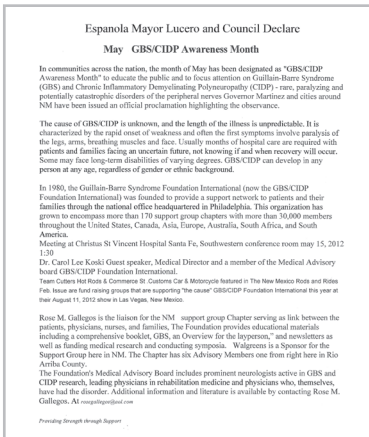 Espanola Mayor Lucero and Council Declare
May GBS/CIDP Awareness Month
In communities across the nation, the month of May has been designated as "GBS/CIDP
Awareness Month" to educate the public and to focus attention on Guillain-Barre Syndrome
(GBS) and Chronic Inflammatory Demyelinating Polyneuropathy (CIDP) - rare, paralyzing and
potentially catastrophic disorders of the peripheral nerves Governor Martinez and cities around
NM have been issued an official proclamation highlighting the observance.
The cause of GBS/CIDP is unknown, and the length of the illness is unpredictable. It is
characterized by the rapid onset of weakness and often the first symptoms involve paralysis of
the legs, arms, breathing muscles and face. Usually months of hospital care are required with
patients and families facing an uncertain future, not knowing if and when recovery will occur.
Some may face long-term disabilities of varying degrees. GBS/CIDP can develop in any
person at any age, regardless of gender or ethnic background.
In 1980, the Guillain-Barre Syndrome Foundation International (now the GBS/CIDP
Foundation International) was founded to provide a support network to patients and their
families through the national office headquartered in Philadelphia. This organization has
grown to encompass more than 170 support group chapters with more than 30,000 members
throughout the United States, Canada, Asia, Europe, Australia, South Africa, and South
America.
Meeting at Christus St Vincent Hospital Santa Fe, Southwestern conference room may 15, 2012
1:30
Dr. Carol Lee Koski Guest speaker, Medical Director and a member of the Medical Advisory
board GBS/CIDP Foundation International.
Team Cutters Hot Rods & Commerce St .Customs Car & Motorcycle featured in The New Mexico Rods and Rides
Feb. Issue are fund raising groups that are supporting "the cause" GBS/CIDP Foundation International this year at
their August 11, 2012 show in Las Vegas, New Mexico.
Rose M. Gallegos is the liaison for the NM support group Chapter serving as link between the
patients, physicians, nurses, and families, The Foundation provides educational materials
including a comprehensive booklet, GBS, an Overview for the layperson," and newsletters as
well as funding medical research and conducting symposia. Walgreens is a Sponsor for the
Support Group here in NM. The Chapter has six Advisory Members one from right here in Rio
Arriba County.
The Foundation's Medical Advisory Board includes prominent neurologists active in GBS and
CIDP research, leading physicians in rehabilitation medicine and physicians who, themselves,
have had the disorder. Additional information and literature is available by contacting Rose M.
Gallegos. At rosegallegos@aol.com
Providing Strength through Support